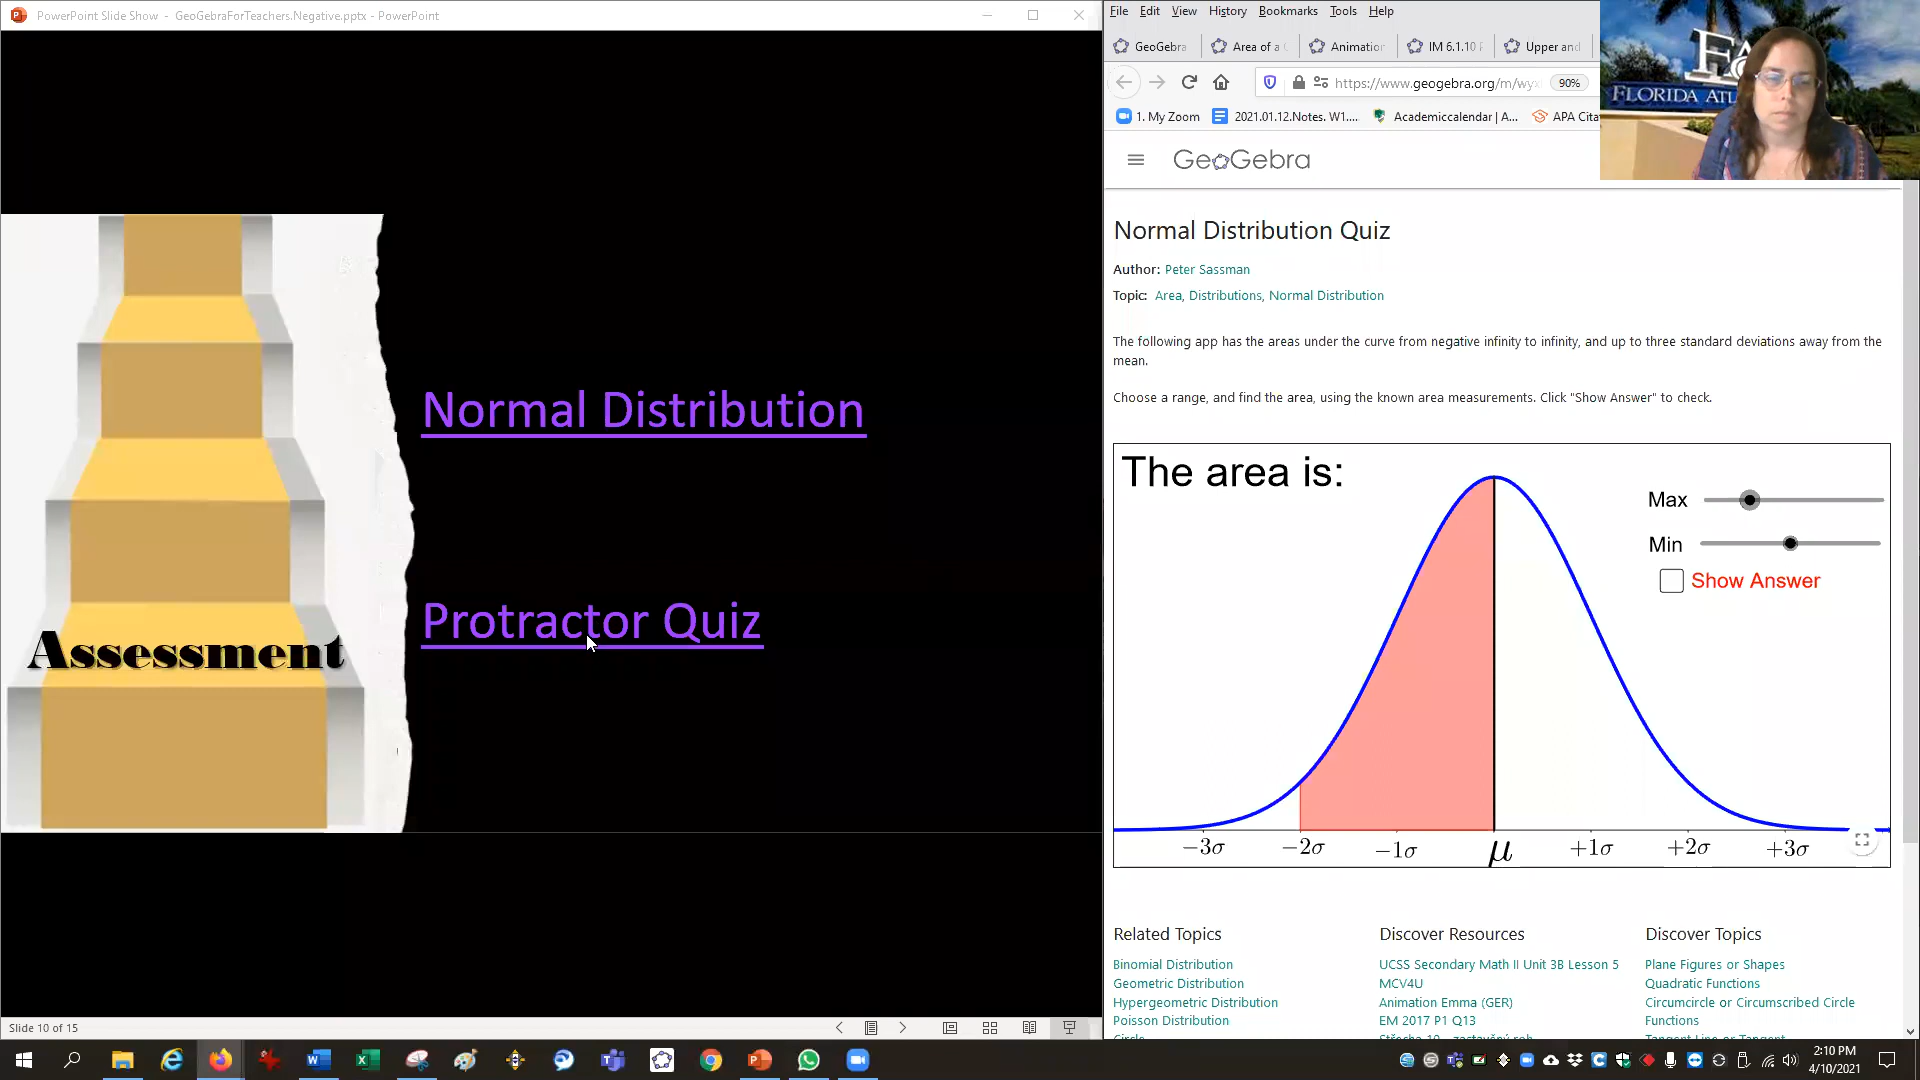 PowerPoint Slide Show - GeoGebraForTeachers.Negative.pptx - PowerPoint
Normal Distribution
Protractor Quiz
Assessment
Slide 10 of 15
File Edit View History Bookmarks Tools Help
GeoGebra
Area of a
Animation
IM 6.1.10
Upper and
https://www.geogebra.org/m/wyx
90%
1. My Zoom
2021.01.12.Notes. W1....
Academiccalendar | A...
APA Cita
FLORIDA ATL
GeoGebra
Normal Distribution Quiz
Author: Peter Sassman
Topic: Area, Distributions, Normal Distribution
The following app has the areas under the curve from negative infinity to infinity, and up to three standard deviations away from the
mean.
Choose a range, and find the area, using the known area measurements. Click "Show Answer" to check.
The area is:
Max
Min
Show Answer
−3σ −2σ −1σ μ +1σ +2σ +3σ
Related Topics
Binomial Distribution
Geometric Distribution
Hypergeometric Distribution
Poisson Distribution
Circle
Discover Resources
UCSS Secondary Math II Unit 3B Lesson 5
MCV4U
Animation Emma (GER)
EM 2017 P1 Q13
Discover Topics
Plane Figures or Shapes
Quadratic Functions
Circumcircle or Circumscribed Circle
Functions
Tangent Line or Tangent
2:10 PM
4/10/2021